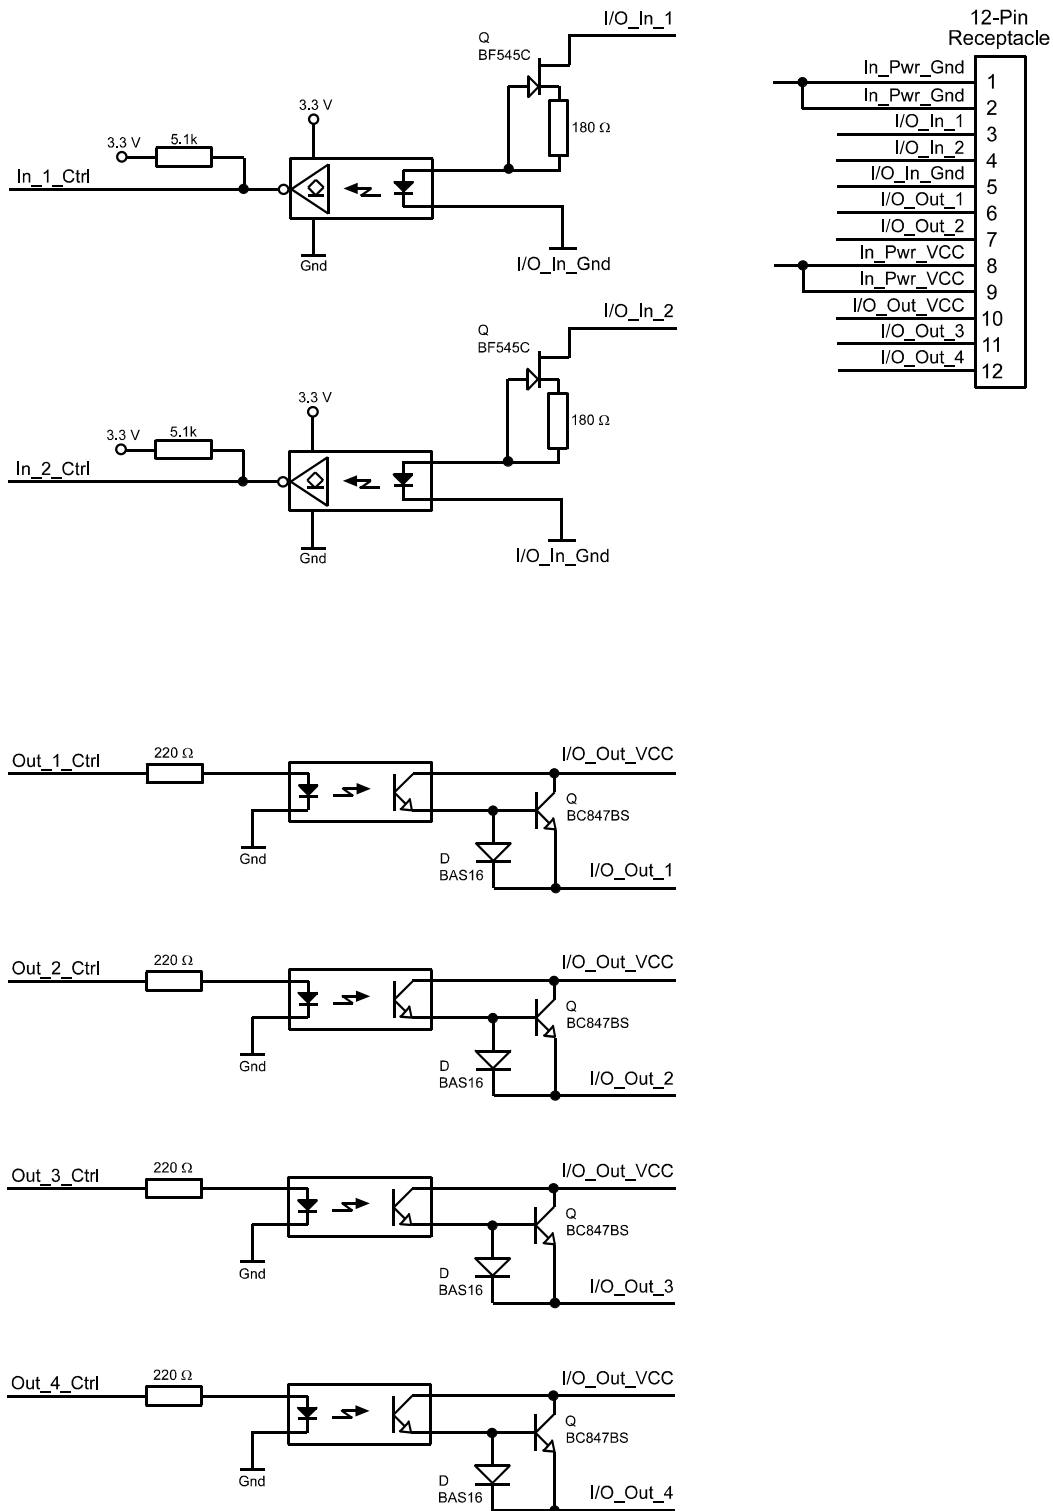 I/O_In_1
Q
BF545C
180 Ω
3.3 V
3.3 V
5.1k
In_1_Ctrl
Gnd
I/O_In_Gnd
12-Pin
Receptacle
In_Pwr_Gnd
1
In_Pwr_Gnd
2
I/O_In_1
3
I/O_In_2
4
I/O_In_Gnd
5
I/O_Out_1
6
I/O_Out_2
7
In_Pwr_VCC
8
In_Pwr_VCC
9
I/O_Out_VCC
10
I/O_Out_3
11
I/O_Out_4
12
I/O_In_2
Q
BF545C
180 Ω
3.3 V
3.3 V
5.1k
In_2_Ctrl
Gnd
I/O_In_Gnd
Out_1_Ctrl
220 Ω
I/O_Out_VCC
Q
BC847BS
Gnd
D
BAS16
I/O_Out_1
Out_2_Ctrl
220 Ω
I/O_Out_VCC
Q
BC847BS
Gnd
D
BAS16
I/O_Out_2
Out_3_Ctrl
220 Ω
I/O_Out_VCC
Q
BC847BS
Gnd
D
BAS16
I/O_Out_3
Out_4_Ctrl
220 Ω
I/O_Out_VCC
Q
BC847BS
Gnd
D
BAS16
I/O_Out_4